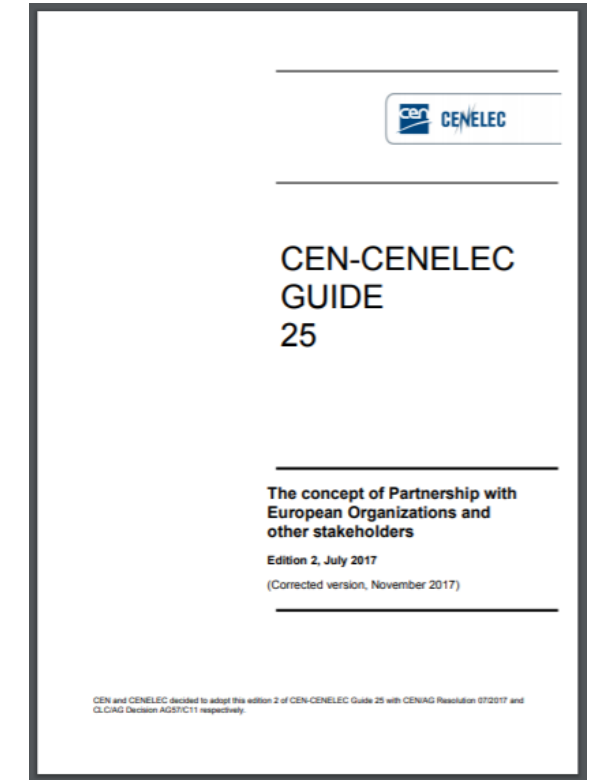 cen CENELEC
CEN-CENELEC
GUIDE
25
The concept of Partnership with
European Organizations and
other stakeholders
Edition 2, July 2017
(Corrected version, November 2017)
CEN and CENELEC decided to adopt this edition 2 of CEN-CENELEC Guide 25 with CEN/AG Resolution 07/2017 and
CLC/AG Decision AG57/C11 respectively.